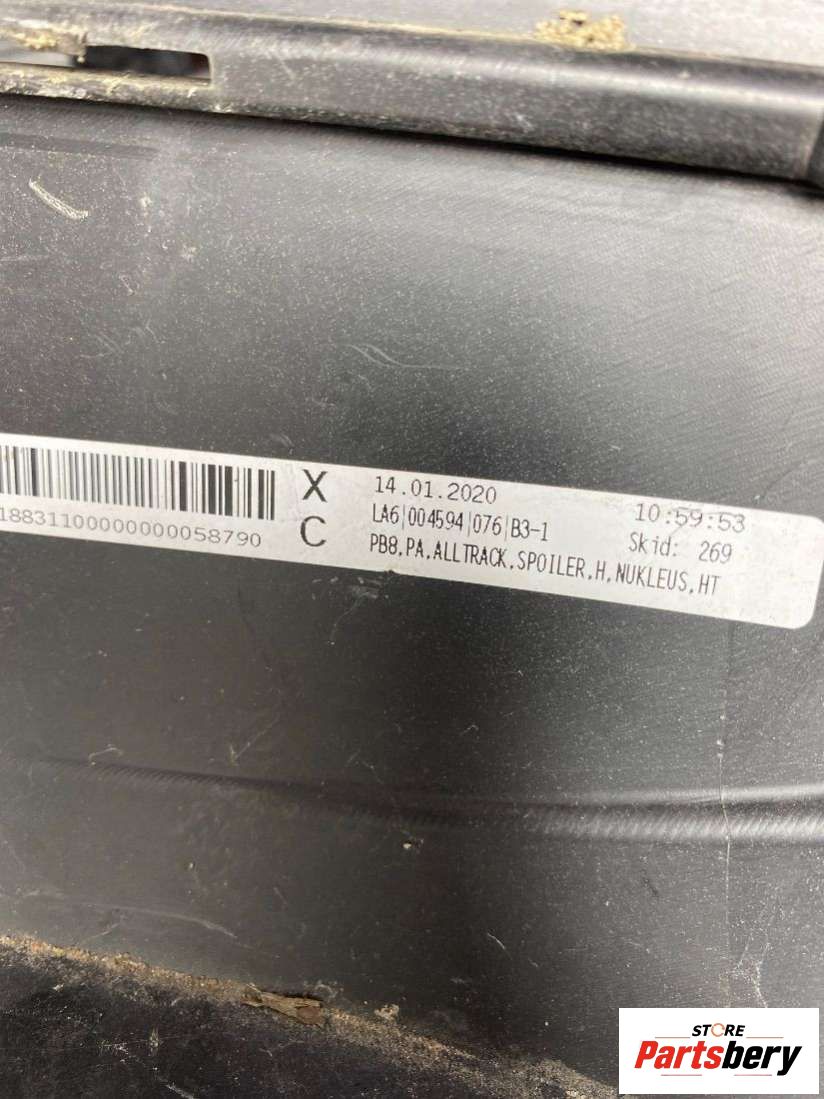 X
C
1883110000000000058790
14.01.2020
10:59:53
LA6|004594|076|B3-1
Skid: 269
PB8.PA.ALLTRACK.SPOILER.H.NUKLEUS.HT
STORE
Partsbery